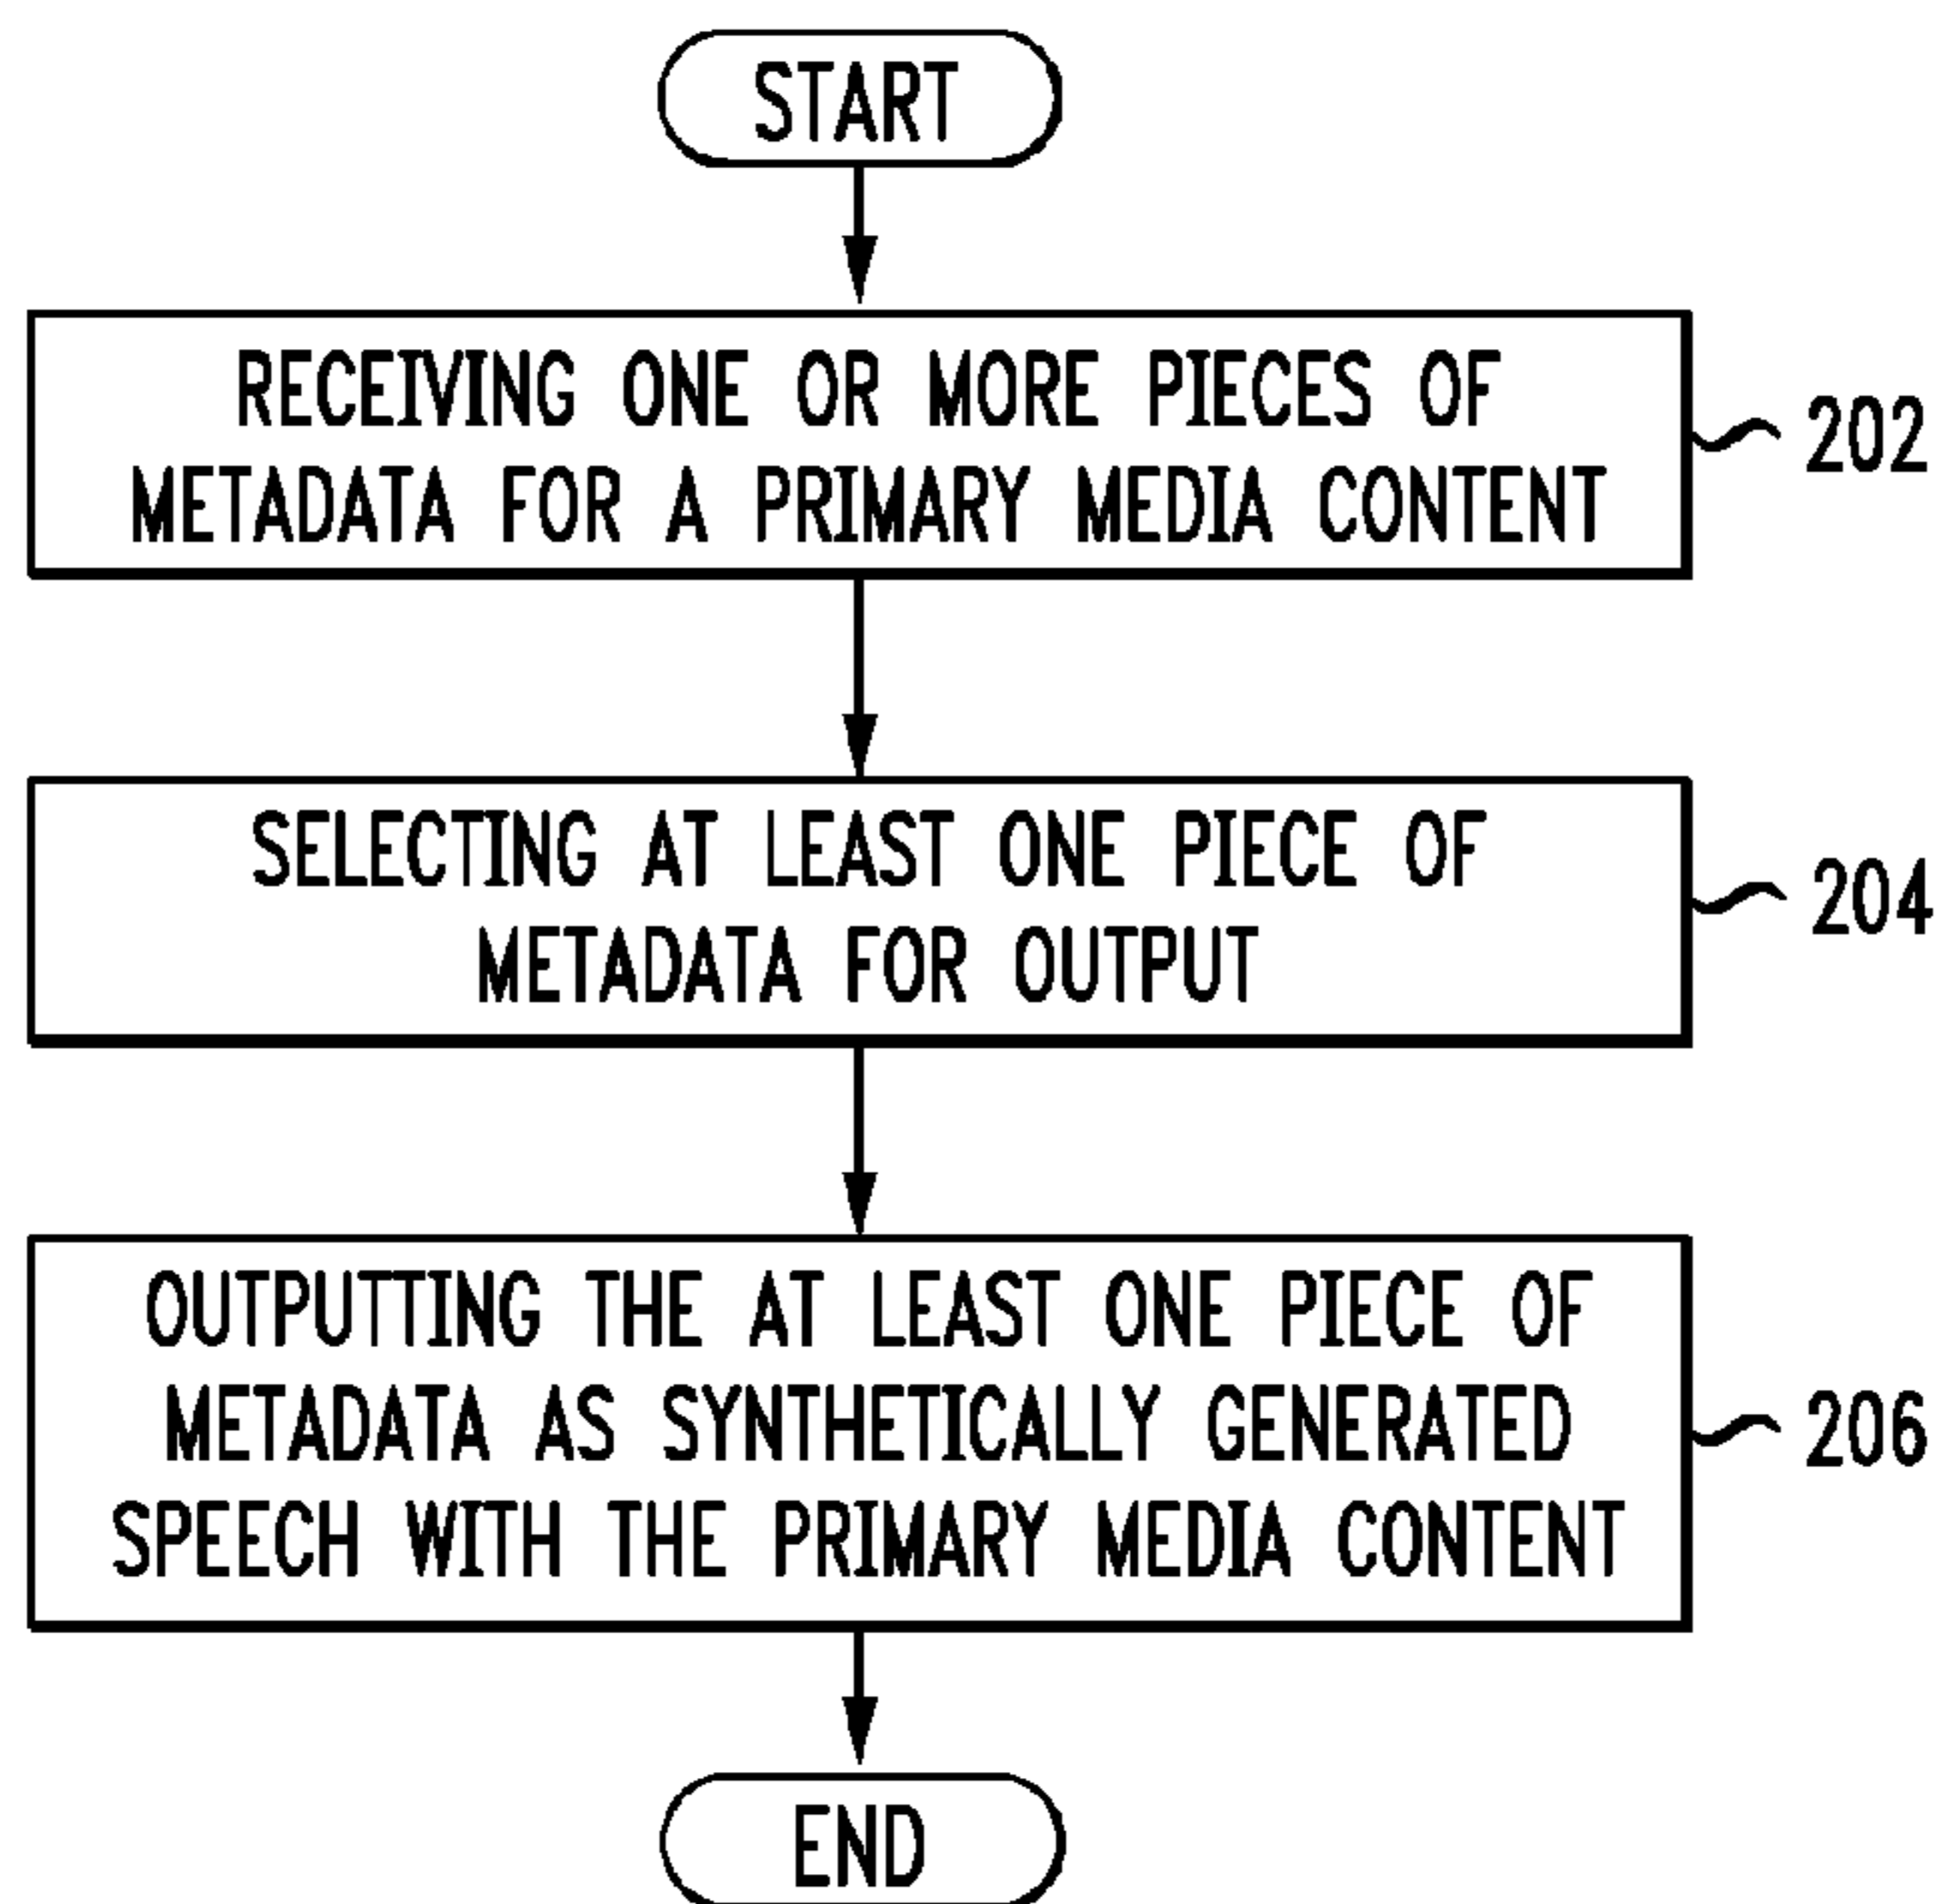 START
RECEIVING ONE OR MORE PIECES OF
METADATA FOR A PRIMARY MEDIA CONTENT
202
SELECTING AT LEAST ONE PIECE OF
METADATA FOR OUTPUT
204
OUTPUTTING THE AT LEAST ONE PIECE OF
METADATA AS SYNTHETICALLY GENERATED
SPEECH WITH THE PRIMARY MEDIA CONTENT
206
END